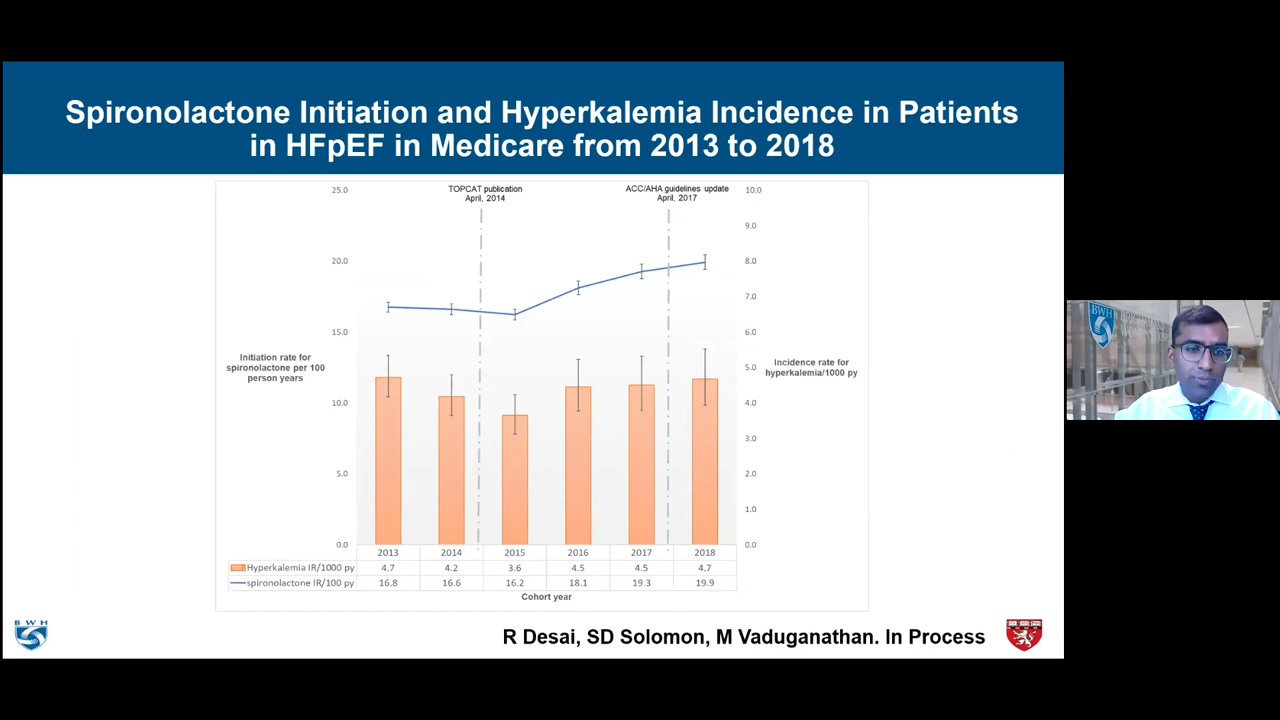 Spironolactone Initiation and Hyperkalemia Incidence in Patients
in HFpEF in Medicare from 2013 to 2018
25.0
20.0
15.0
10.0
5.0
0.0
Initiation rate for
spironolactone per 100
person years
TOPCAT publication
April, 2014
ACC/AHA guidelines update
April, 2017
10.0
9.0
8.0
7.0
6.0
5.0
4.0
3.0
2.0
1.0
0.0
Incidence rate for
hyperkalemia/1000 py
2013 2014 2015 2016 2017 2018
Hyperkalemia IR/1000 py 4.7 4.2 3.6 4.5 4.5 4.7
spironolactone IR/100 py 16.8 16.6 16.2 18.1 19.3 19.9
Cohort year
B W H
R Desai, SD Solomon, M Vaduganathan. In Process
BWH